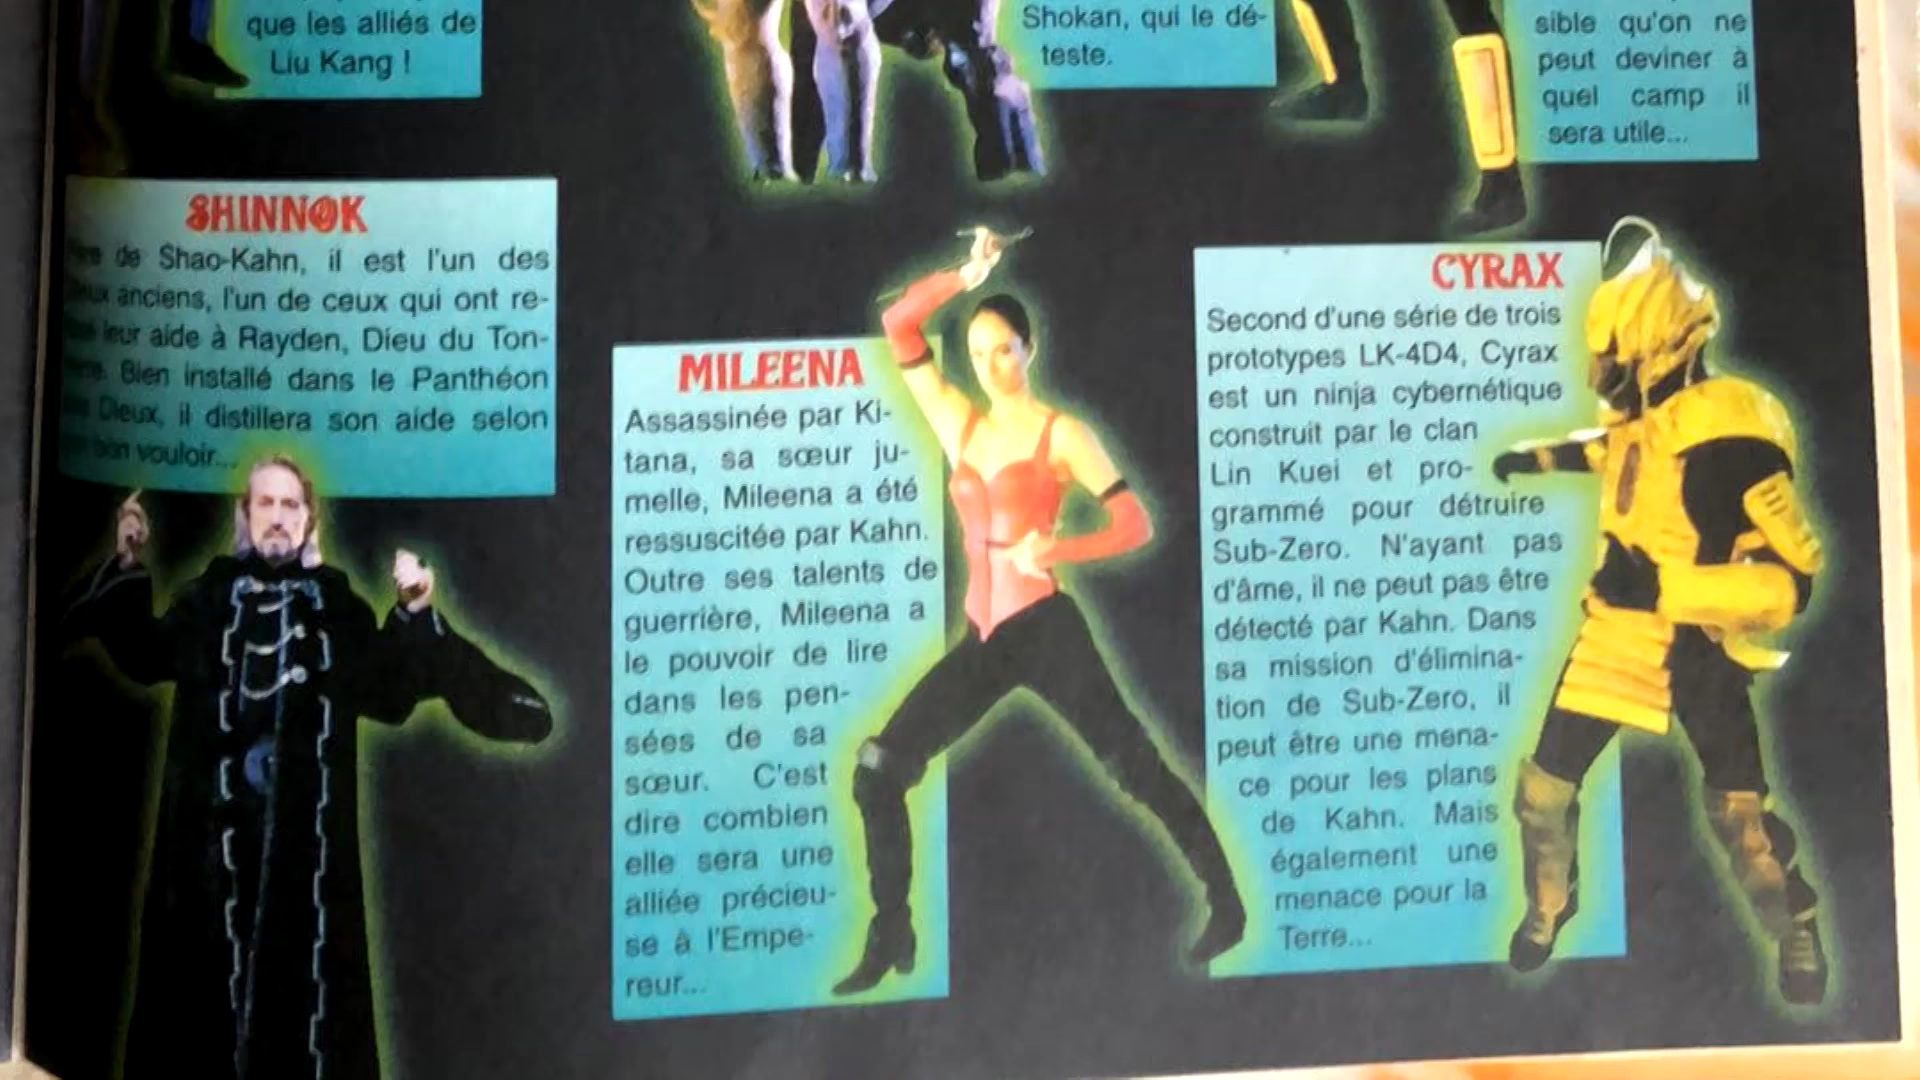 que les alliés de
Liu Kang !
Shokan, qui le dé-
teste.
sible qu'on ne
peut deviner à
quel camp il
sera utile...
SHINNOK
de Shao-Kahn, il est l'un des
anciens, l'un de ceux qui ont re-
leur aide à Rayden, Dieu du Ton-
Bien installé dans le Panthéon
Dieux, il distillera son aide selon
bon vouloir...
MILEENA
Assassinée par Ki-
tana, sa sœur ju-
melle, Mileena a été
ressuscitée par Kahn.
Outre ses talents de
guerrière, Mileena a
le pouvoir de lire
dans les pen-
sées de sa
sœur. C'est
dire combien
elle sera une
alliée précieu-
se à l'Empe-
reur...
CYRAX
Second d'une série de trois
prototypes LK-4D4, Cyrax
est un ninja cybernétique
construit par le clan
Lin Kuei et pro-
grammé pour détruire
Sub-Zero. N'ayant pas
d'âme, il ne peut pas être
détecté par Kahn. Dans
sa mission d'élimina-
tion de Sub-Zero, il
peut être une mena-
ce pour les plans
de Kahn. Mais
également une
menace pour la
Terre...